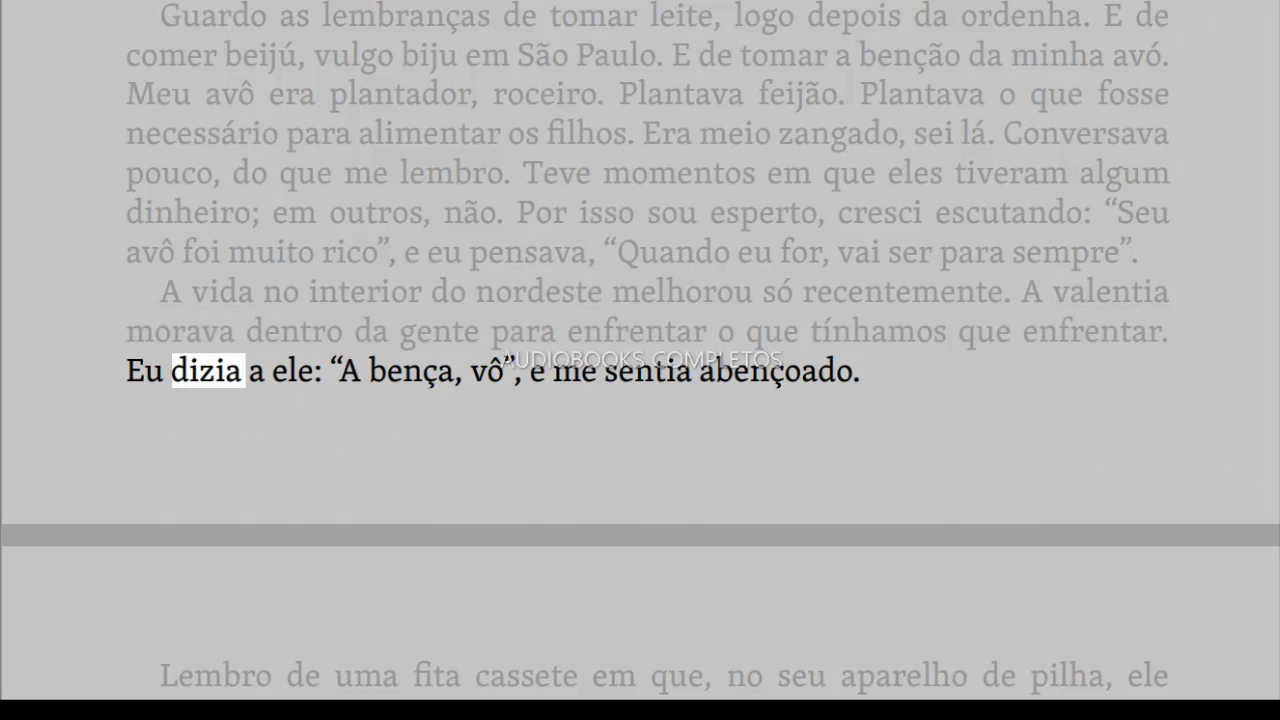 Guardo as lembranças de tomar leite, logo depois da ordenha. E de
comer beijú, vulgo biju em São Paulo. E de tomar a benção da minha avó.
Meu avô era plantador, roceiro. Plantava feijão. Plantava o que fosse
necessário para alimentar os filhos. Era meio zangado, sei lá. Conversava
pouco, do que me lembro. Teve momentos em que eles tiveram algum
dinheiro; em outros, não. Por isso sou esperto, cresci escutando: “Seu
avô foi muito rico”, e eu pensava, “Quando eu for, vai ser para sempre”.
A vida no interior do nordeste melhorou só recentemente. A valentia
morava dentro da gente para enfrentar o que tínhamos que enfrentar.
AUDIOBOOKS COMPLETOS
Eu dizia a ele: “A bença, vô”, e me sentia abençoado.
Lembro de uma fita cassete em que, no seu aparelho de pilha, ele